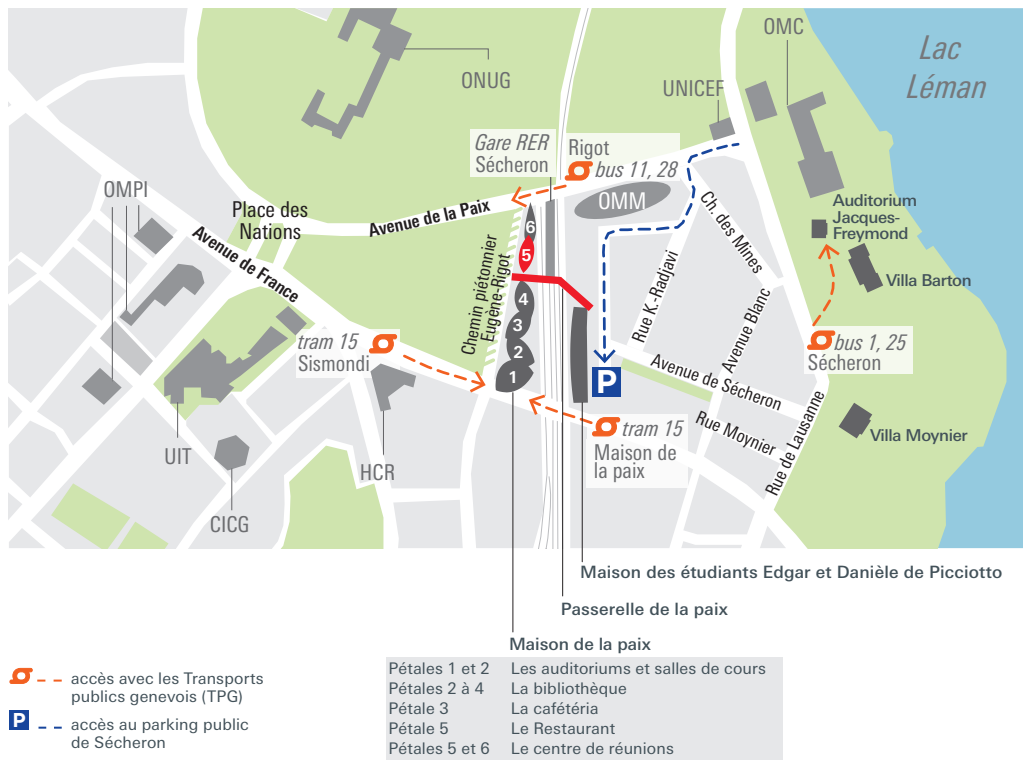 OMC
Lac
Léman
ONUG
UNICEF
Gare RER
Sécheron
Rigot
bus 11, 28
OMPI
OMM
Place des
Nations
Avenue de la Paix
Avenue de France
Auditorium
Jacques-
Freymond
Ch. des Mines
Villa Barton
6
5
4
3
2
1
Chemin piétonnier
Eugène-Rigot
Rue K.-Radjavi
Avenue Blanc
tram 15
Sismondi
bus 1, 25
Sécheron
P
Avenue de Sécheron
Rue Moynier
Rue de Lausanne
Villa Moynier
tram 15
Maison de
la paix
UIT
HCR
CICG
Maison des étudiants Edgar et Danièle de Picciotto
Passerelle de la paix
Maison de la paix
Pétales 1 et 2 Les auditoriums et salles de cours
Pétales 2 à 4 La bibliothèque
Pétale 3 La cafétéria
Pétale 5 Le Restaurant
Pétales 5 et 6 Le centre de réunions
accès avec les Transports
publics genevois (TPG)
P
accès au parking public
de Sécheron